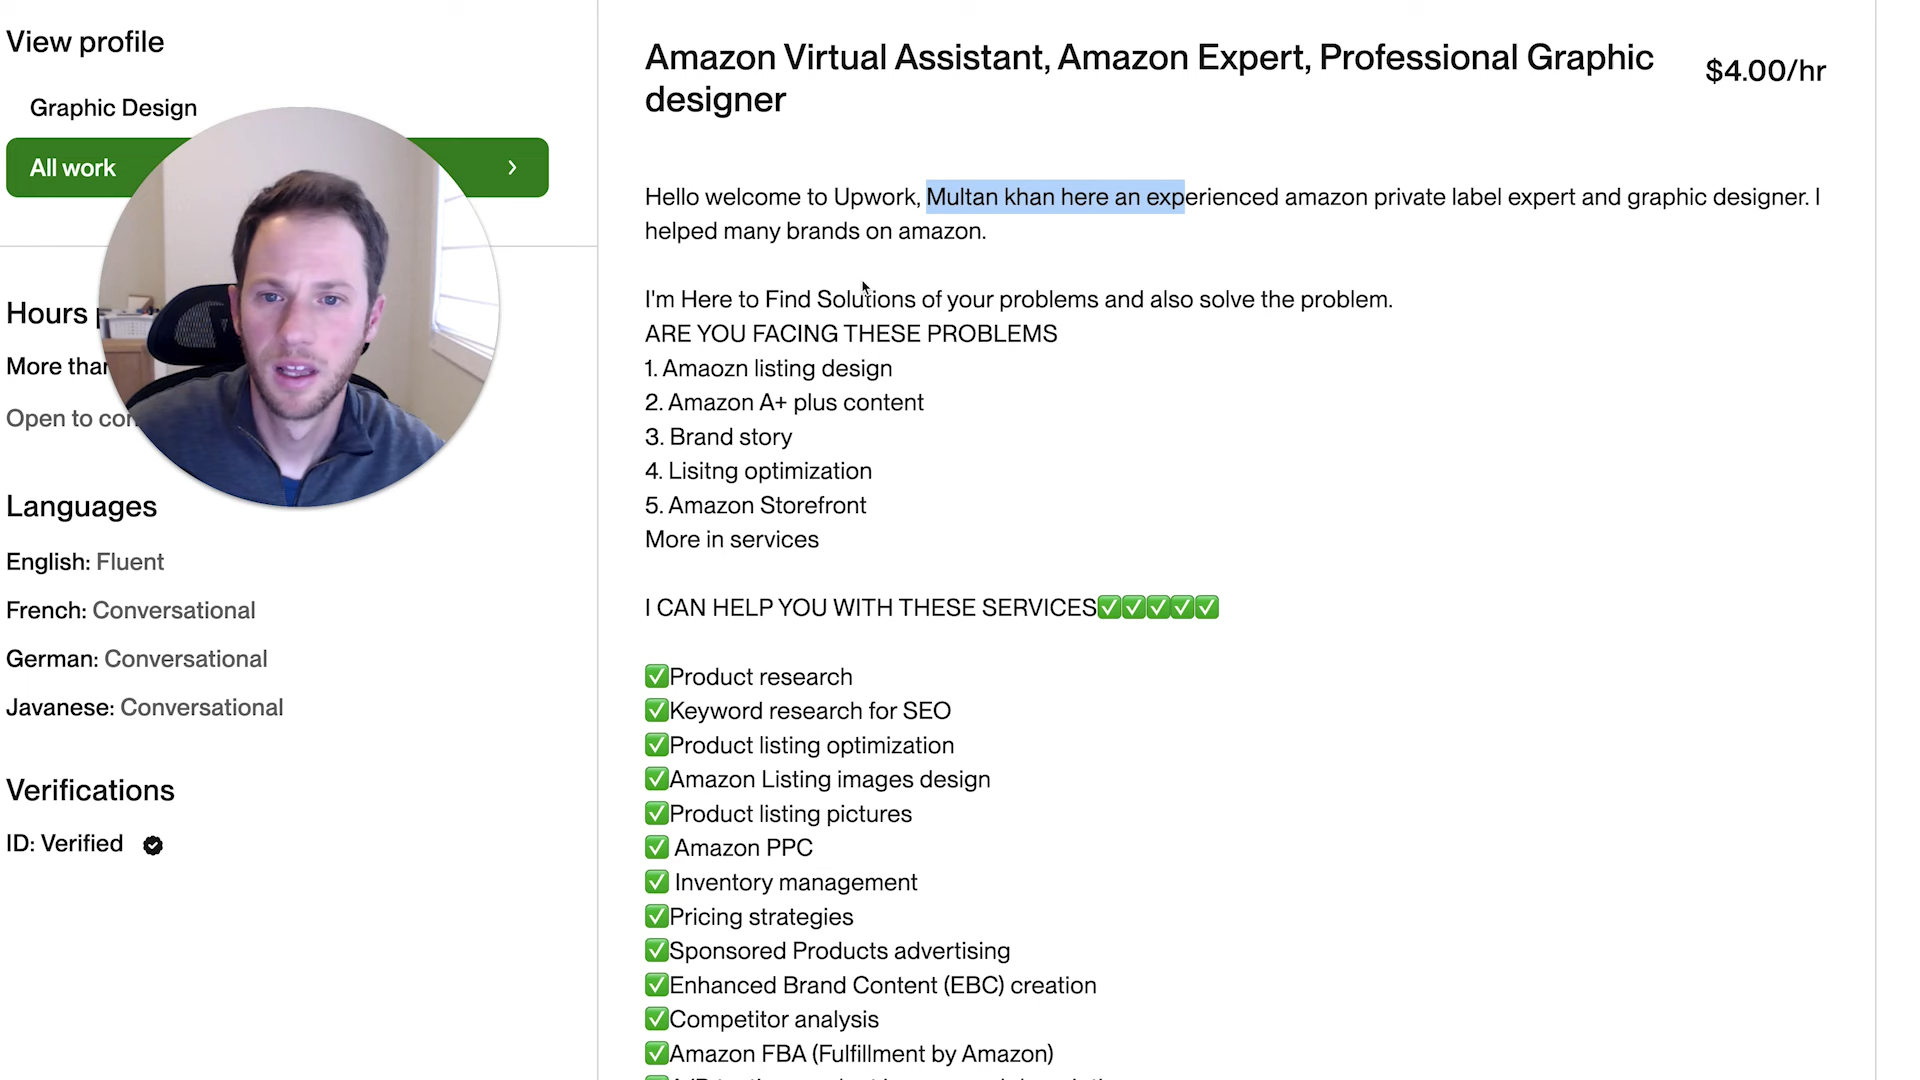 View profile
Graphic Design
All work
Hours
More than
Open to con
Languages
English: Fluent
French: Conversational
German: Conversational
Javanese: Conversational
Verifications
ID: Verified
Amazon Virtual Assistant, Amazon Expert, Professional Graphic
designer
$4.00/hr
Hello welcome to Upwork, Multan khan here an experienced amazon private label expert and graphic designer. I
helped many brands on amazon.
I'm Here to Find Solutions of your problems and also solve the problem.
ARE YOU FACING THESE PROBLEMS
1. Amaozn listing design
2. Amazon A+ plus content
3. Brand story
4. Lisitng optimization
5. Amazon Storefront
More in services
I CAN HELP YOU WITH THESE SERVICES✅✅✅✅✅
✅Product research
✅Keyword research for SEO
✅Product listing optimization
✅Amazon Listing images design
✅Product listing pictures
✅ Amazon PPC
✅ Inventory management
✅Pricing strategies
✅Sponsored Products advertising
✅Enhanced Brand Content (EBC) creation
✅Competitor analysis
✅Amazon FBA (Fulfillment by Amazon)